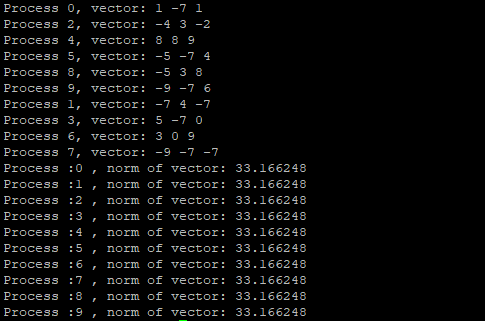 Process 0, vector: 1 -7 1
Process 2, vector: -4 3 -2
Process 4, vector: 8 8 9
Process 5, vector: -5 -7 4
Process 8, vector: -5 3 8
Process 9, vector: -9 -7 6
Process 1, vector: -7 4 -7
Process 3, vector: 5 -7 0
Process 6, vector: 3 0 9
Process 7, vector: -9 -7 -7
Process :0 , norm of vector: 33.166248
Process :1 , norm of vector: 33.166248
Process :2 , norm of vector: 33.166248
Process :3 , norm of vector: 33.166248
Process :4 , norm of vector: 33.166248
Process :5 , norm of vector: 33.166248
Process :6 , norm of vector: 33.166248
Process :7 , norm of vector: 33.166248
Process :8 , norm of vector: 33.166248
Process :9 , norm of vector: 33.166248